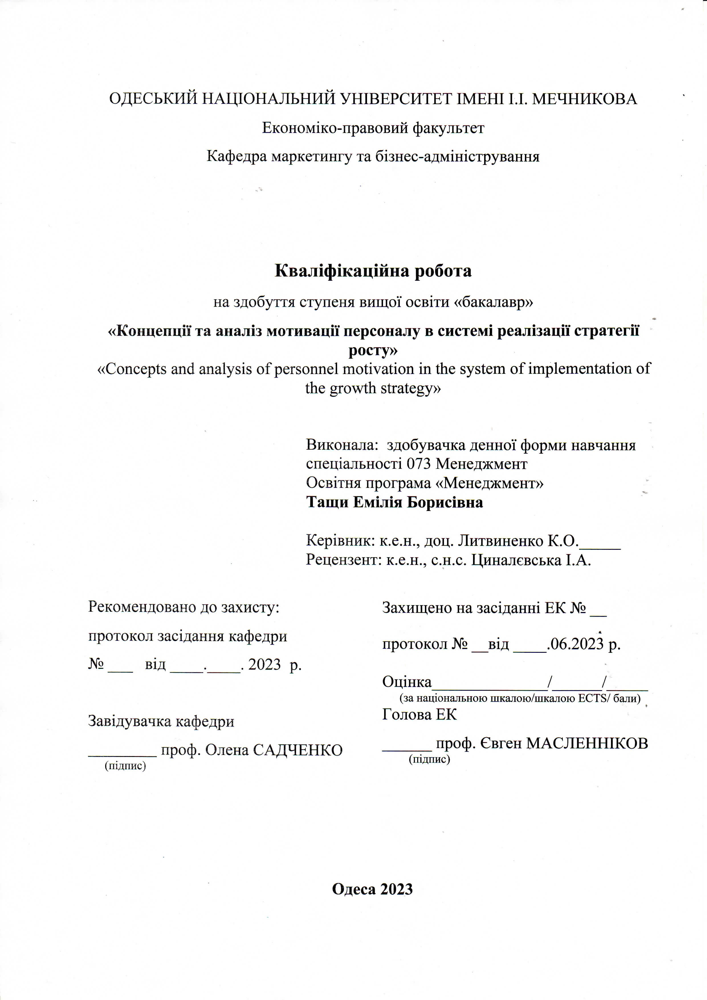 ОДЕСЬКИЙ НАЦІОНАЛЬНИЙ УНІВЕРСИТЕТ ІМЕНІ І.І. МЕЧНИКОВА
Економіко-правовий факультет
Кафедра маркетингу та бізнес-адміністрування
Кваліфікаційна робота
на здобуття ступеня вищої освіти «бакалавр»
«Концепції та аналіз мотивації персоналу в системі реалізації стратегії
росту»
«Concepts and analysis of personnel motivation in the system of implementation of
the growth strategy»
Виконала: здобувачка денної форми навчання
спеціальності 073 Менеджмент
Освітня програма «Менеджмент»
Тащи Емілія Борисівна
Керівник: к.е.н., доц. Литвиненко К.О._____
Рецензент: к.е.н., с.н.с. Циналєвська І.А.
Рекомендовано до захисту:
протокол засідання кафедри
№ ___ від ____.____. 2023 р.
Завідувачка кафедри
________ проф. Олена САДЧЕНКО
(підпис)
Захищено на засіданні ЕК № __
протокол № __від ____.06.2023 р.
Оцінка______________/______/_____
(за національною шкалою/шкалою ECTS/ бали)
Голова ЕК
______ проф. Євген МАСЛЕННІКОВ
(підпис)
Одеса 2023